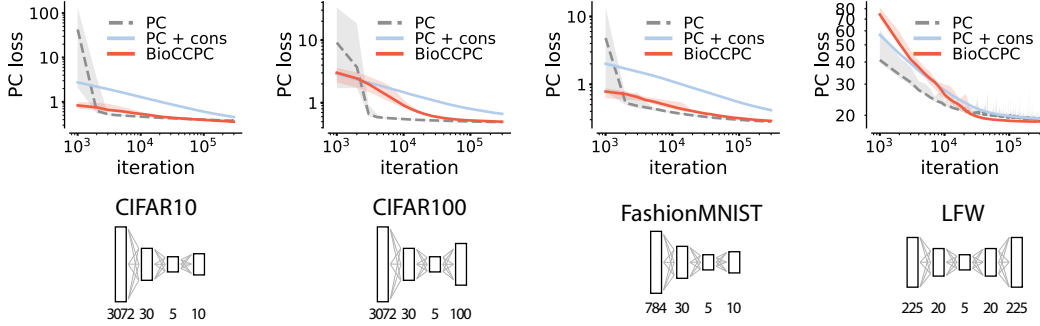 PC loss
100
10
1
10³ 10⁴ 10⁵
iteration
PC
PC + cons
BioCCPC
PC loss
10
1
10³ 10⁴ 10⁵
iteration
PC
PC + cons
BioCCPC
PC loss
10
1
10³ 10⁴ 10⁵
iteration
PC
PC + cons
BioCCPC
PC loss
80
70
60
50
40
30
20
10³ 10⁴ 10⁵
iteration
PC
PC + cons
BioCCPC
CIFAR10
3072 30 5 10
CIFAR100
3072 30 5 100
FashionMNIST
784 30 5 10
LFW
225 20 5 20 225